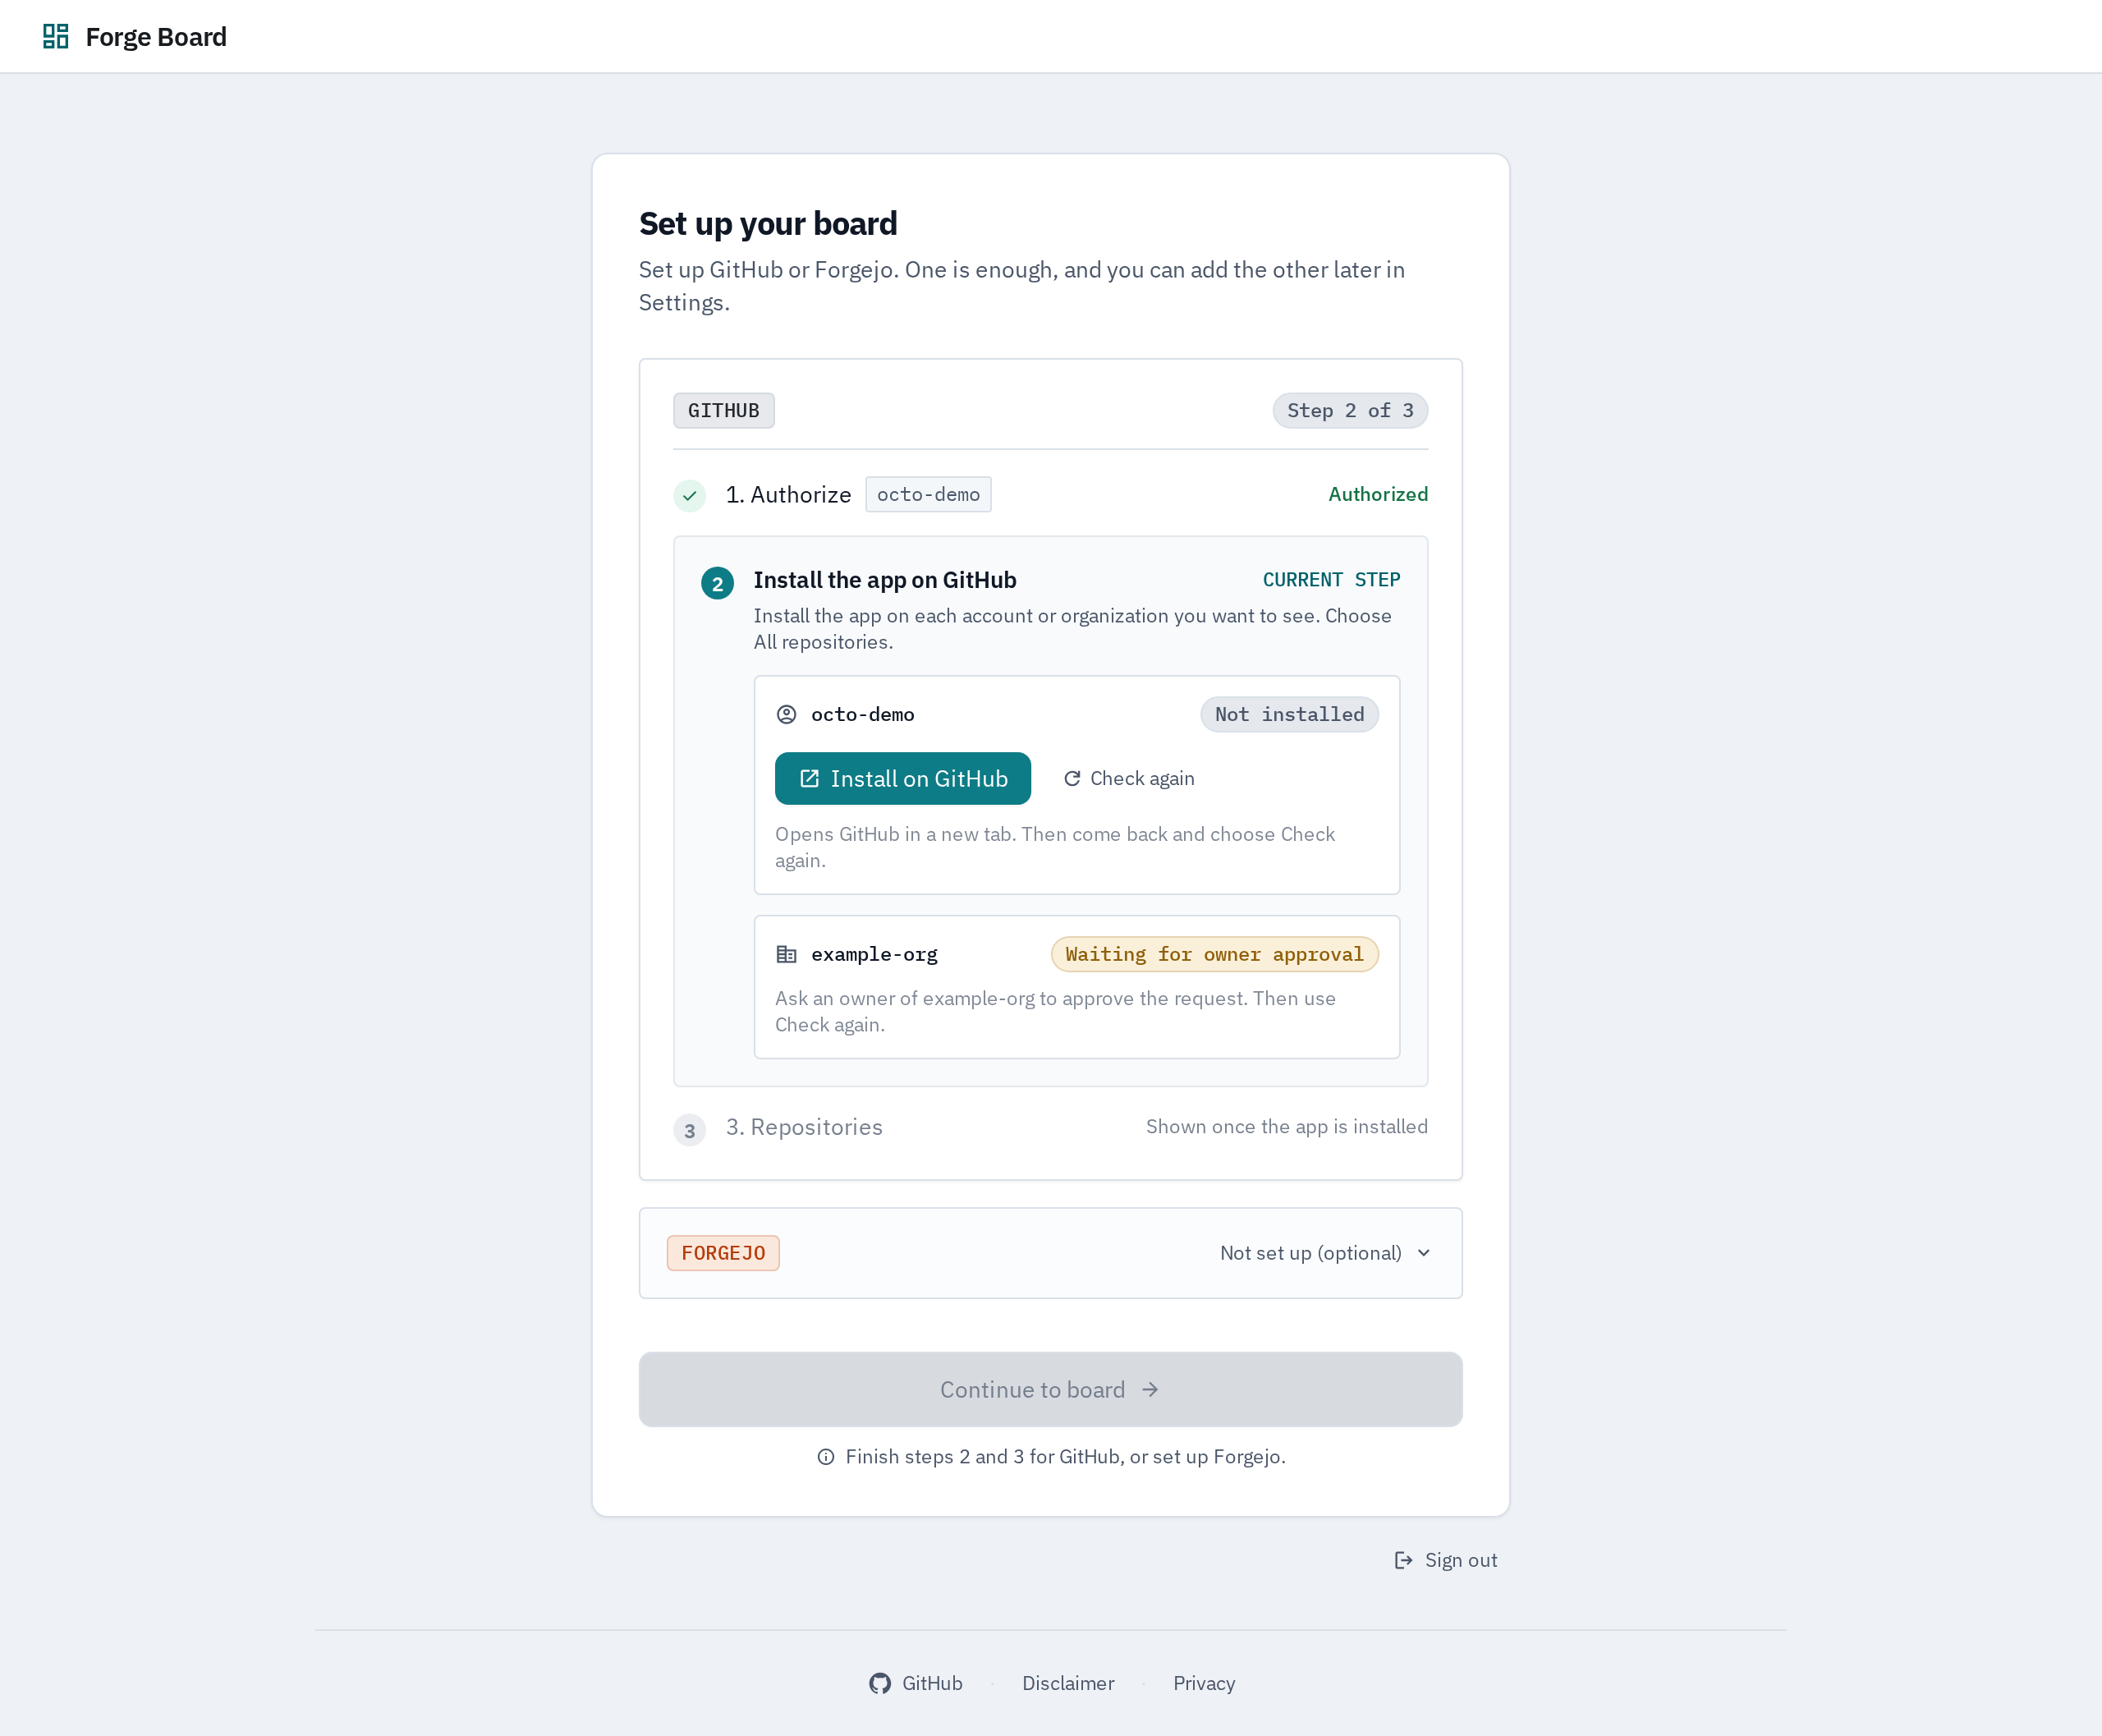 Forge Board
Set up your board
Set up GitHub or Forgejo. One is enough, and you can add the other later in
Settings.
GITHUB
Step 2 of 3
1. Authorize
octo-demo
Authorized
2
Install the app on GitHub
CURRENT STEP
Install the app on each account or organization you want to see. Choose
All repositories.
octo-demo
Not installed
Install on GitHub
Check again
Opens GitHub in a new tab. Then come back and choose Check
again.
example-org
Waiting for owner approval
Ask an owner of example-org to approve the request. Then use
Check again.
3
3. Repositories
Shown once the app is installed
FORGEJO
Not set up (optional)
Continue to board
Finish steps 2 and 3 for GitHub, or set up Forgejo.
Sign out
GitHub · Disclaimer · Privacy